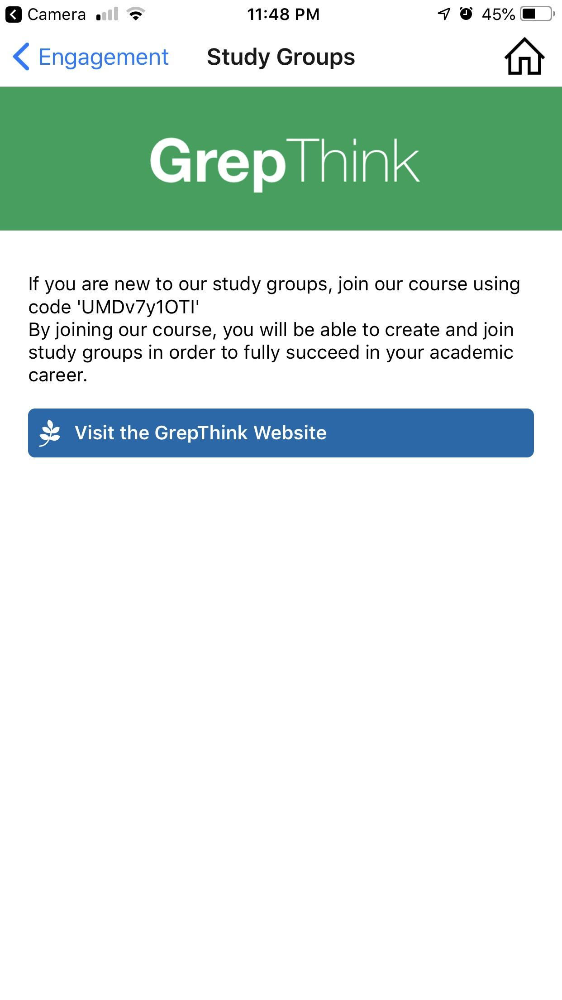 Camera 11:48 PM 45%
Engagement Study Groups
GrepThink
If you are new to our study groups, join our course using
code 'UMDv7y1OTI'
By joining our course, you will be able to create and join
study groups in order to fully succeed in your academic
career.
Visit the GrepThink Website